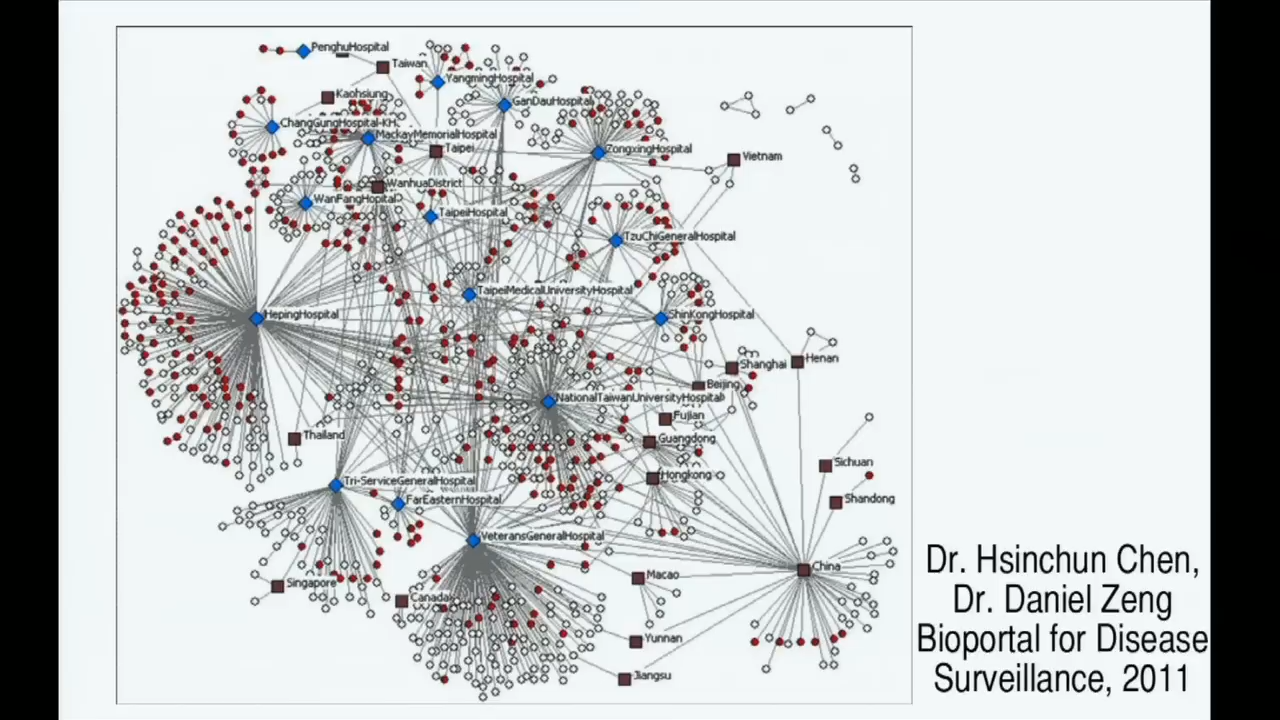 PenghuHospital
Taiwan
YangmingHospital
Kaohsiung
GanDauHospital
ChangGungHospital-KH
MackayMemorialHospital
Taipei
ZongxingHospital
Vietnam
WanhuaDistrict
WanFangHopital
TaipeiHospital
TzuChiGeneralHospital
TaipeiMedicalUniversityHospital
HepingHospital
ShinKongHospital
Henan
Shanghai
Beijing
NationalTaiwanUniversityHospital
Fujian
Thailand
Guangdong
Sichuan
Hongkong
Tri-ServiceGeneralHospital
Shandong
FarEasternHospital
VeteransGeneralHospital
China
Macao
Singapore
Canada
Yunnan
Jiangsu
Dr. Hsinchun Chen,
Dr. Daniel Zeng
Bioportal for Disease
Surveillance, 2011